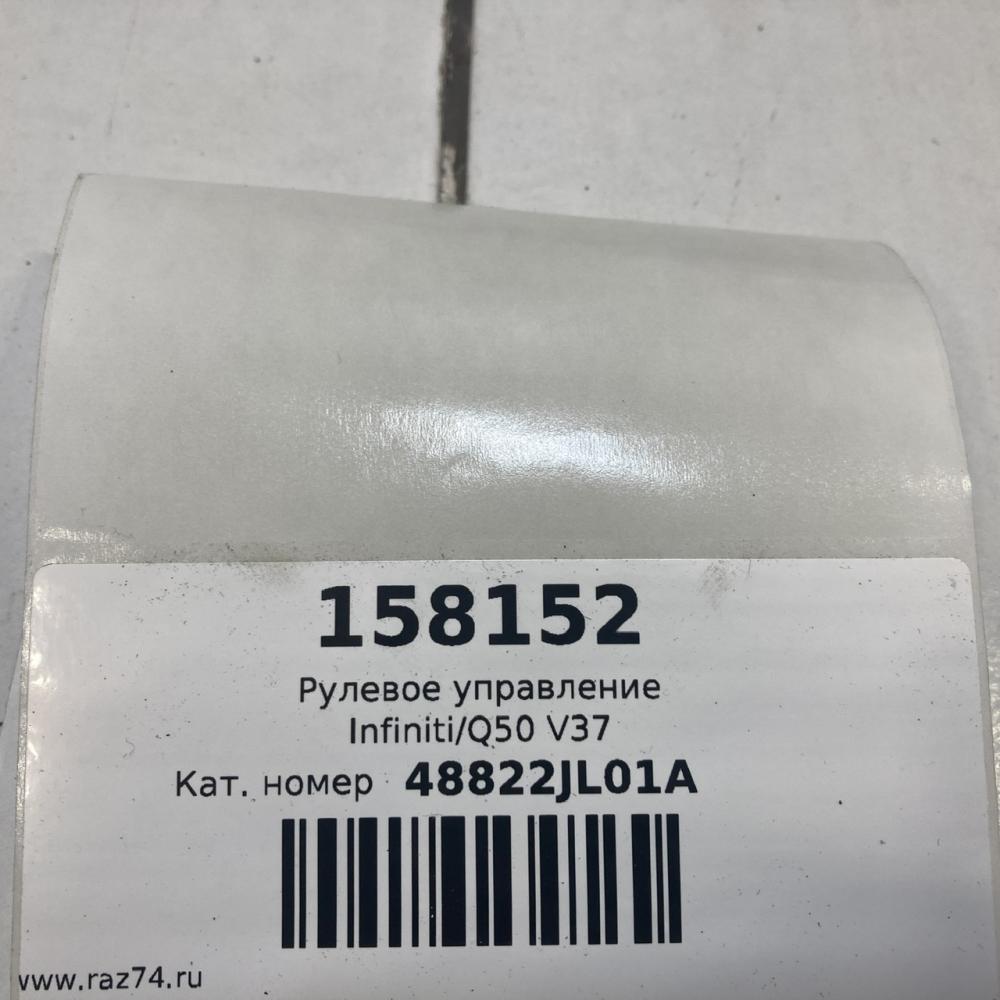 158152
Рулевое управление
Infiniti/Q50 V37
Кат. номер 48822JL01A
www.raz74.ru